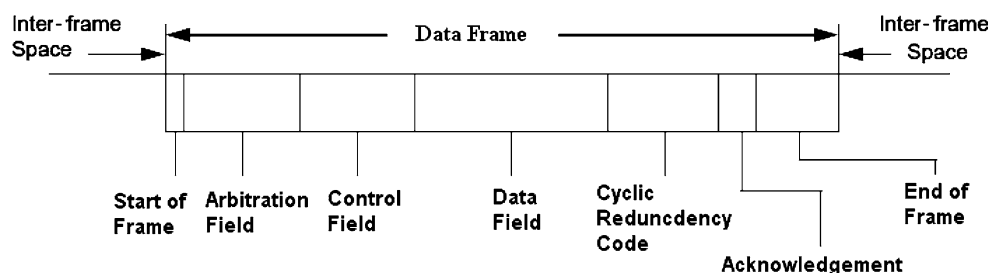 Inter-frame
Space
Data Frame
Inter-frame
Space
Start of
Frame
Arbitration
Field
Control
Field
Data
Field
Cyclic
Reduncdency
Code
Acknowledgement
End of
Frame